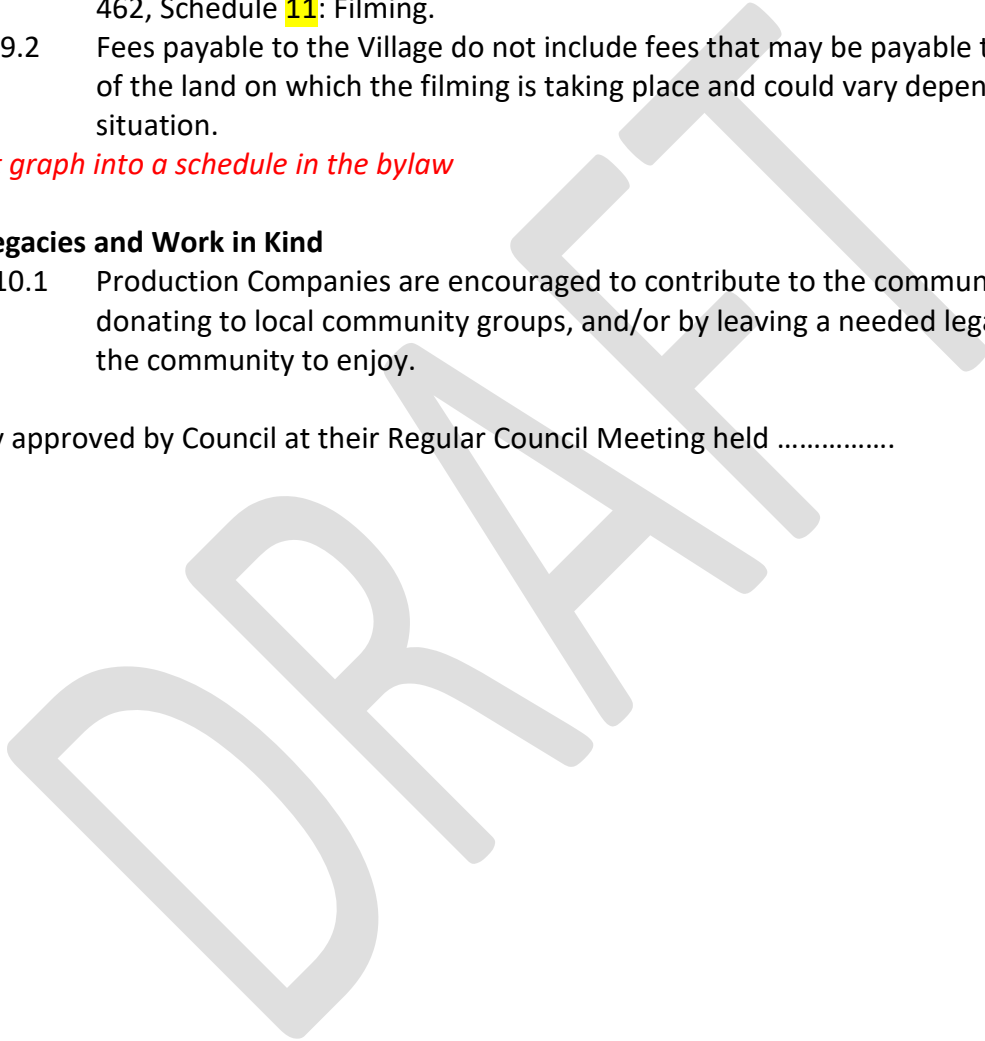 462, Schedule 11: Filming.
9.2 Fees payable to the Village do not include fees that may be payable
of the land on which the filming is taking place and could vary
situation.
graph into a schedule in the bylaw
and Work in Kind
10.1 Production Companies are encouraged to contribute to the
donating to local community groups, and/or by leaving a needed
the community to enjoy.
approved by Council at their Regular Council Meeting held …………….
DRAFT